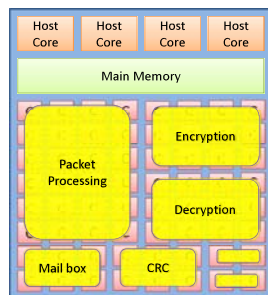 Host
Core
Host
Core
Host
Core
Host
Core
Main Memory
Packet
Processing
Encryption
Decryption
Mail box
CRC